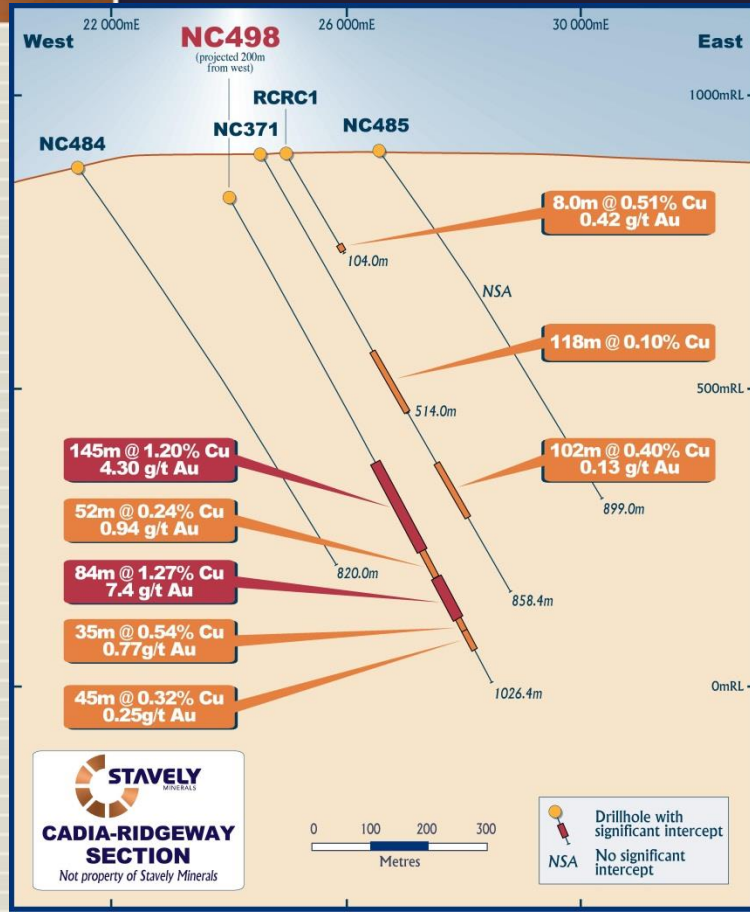 22 000mE
26 000mE
30 000mE
West
East
NC498
(projected 200m
from west)
RCRC1
1000mRL
NC371
NC485
NC484
8.0m @ 0.51% Cu
0.42 g/t Au
104.0m
NSA
118m @ 0.10% Cu
500mRL
514.0m
145m @ 1.20% Cu
4.30 g/t Au
102m @ 0.40% Cu
0.13 g/t Au
52m @ 0.24% Cu
0.94 g/t Au
899.0m
84m @ 1.27% Cu
7.4 g/t Au
820.0m
858.4m
35m @ 0.54% Cu
0.77g/t Au
45m @ 0.32% Cu
0.25g/t Au
0mRL
1026.4m
STAVELY
MINERALS
CADIA-RIDGEWAY
SECTION
Not property of Stavely Minerals
0 100 200 300
Metres
Drillhole with
significant intercept
NSA No significant
intercept